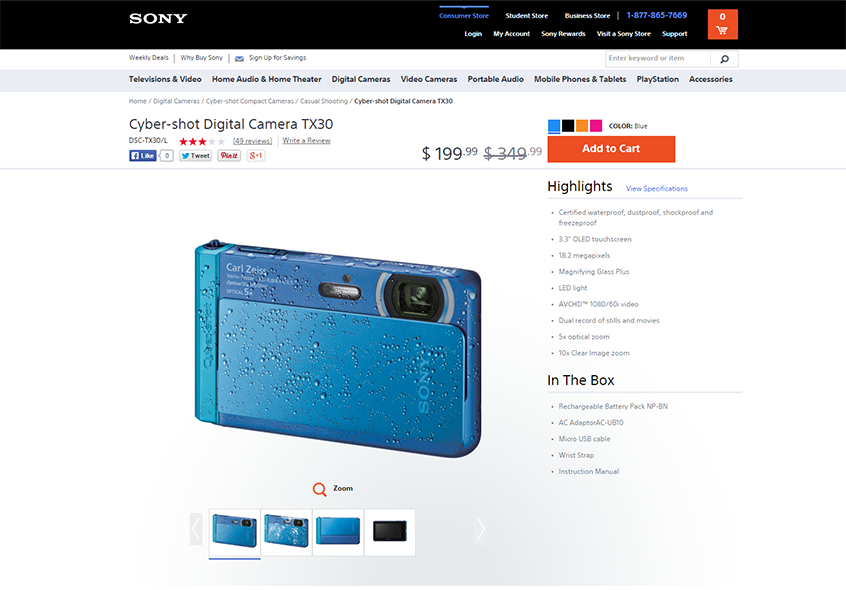 SONY
Consumer Store
Student Store
Business Store
1-877-865-7669
0
Login
My Account
Sony Rewards
Visit a Sony Store
Support
Weekly Deals
Why Buy Sony
Sign Up for Savings
Enter keyword or item
Televisions & Video
Home Audio & Home Theater
Digital Cameras
Video Cameras
Portable Audio
Mobile Phones & Tablets
PlayStation
Accessories
Home / Digital Cameras / Cyber-shot Compact Cameras / Casual Shooting / Cyber-shot Digital Camera TX30
Cyber-shot Digital Camera TX30
DSC-TX30/L
(49 reviews)
Write a Review
Like 0
Tweet
Pin it
+1
$ 199.99 $ 349.99
COLOR: Blue
Add to Cart
Highlights
View Specifications
• Certified waterproof, dustproof, shockproof and
freezeproof
• 3.3" OLED touchscreen
• 18.2 megapixels
• Magnifying Glass Plus
• LED light
• AVCHD™ 1080/60i video
• Dual record of stills and movies
• 5x optical zoom
• 10x Clear Image zoom
In The Box
• Rechargeable Battery Pack NP-BN
• AC AdaptorAC-UB10
• Micro USB cable
• Wrist Strap
• Instruction Manual
Carl Zeiss
OPTICAL 5x
Cyber-shot
SONY
Zoom